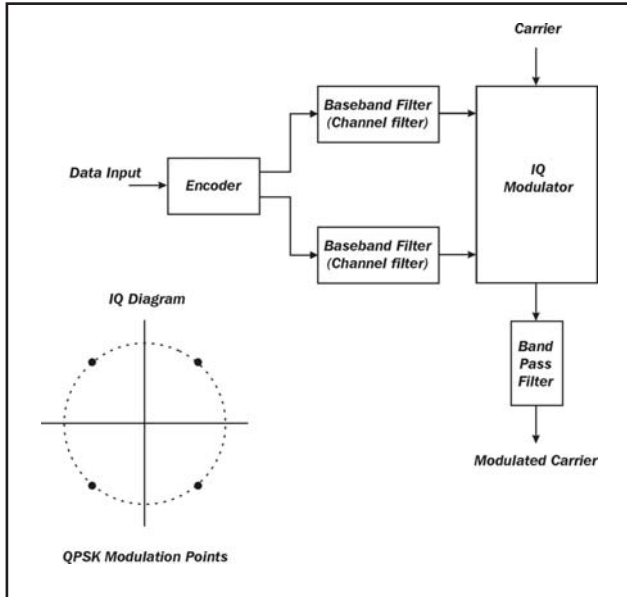 Carrier
Baseband Filter
(Channel filter)
Data Input
Encoder
IQ
Modulator
Baseband Filter
(Channel filter)
IQ Diagram
Band
Pass
Filter
Modulated Carrier
QPSK Modulation Points